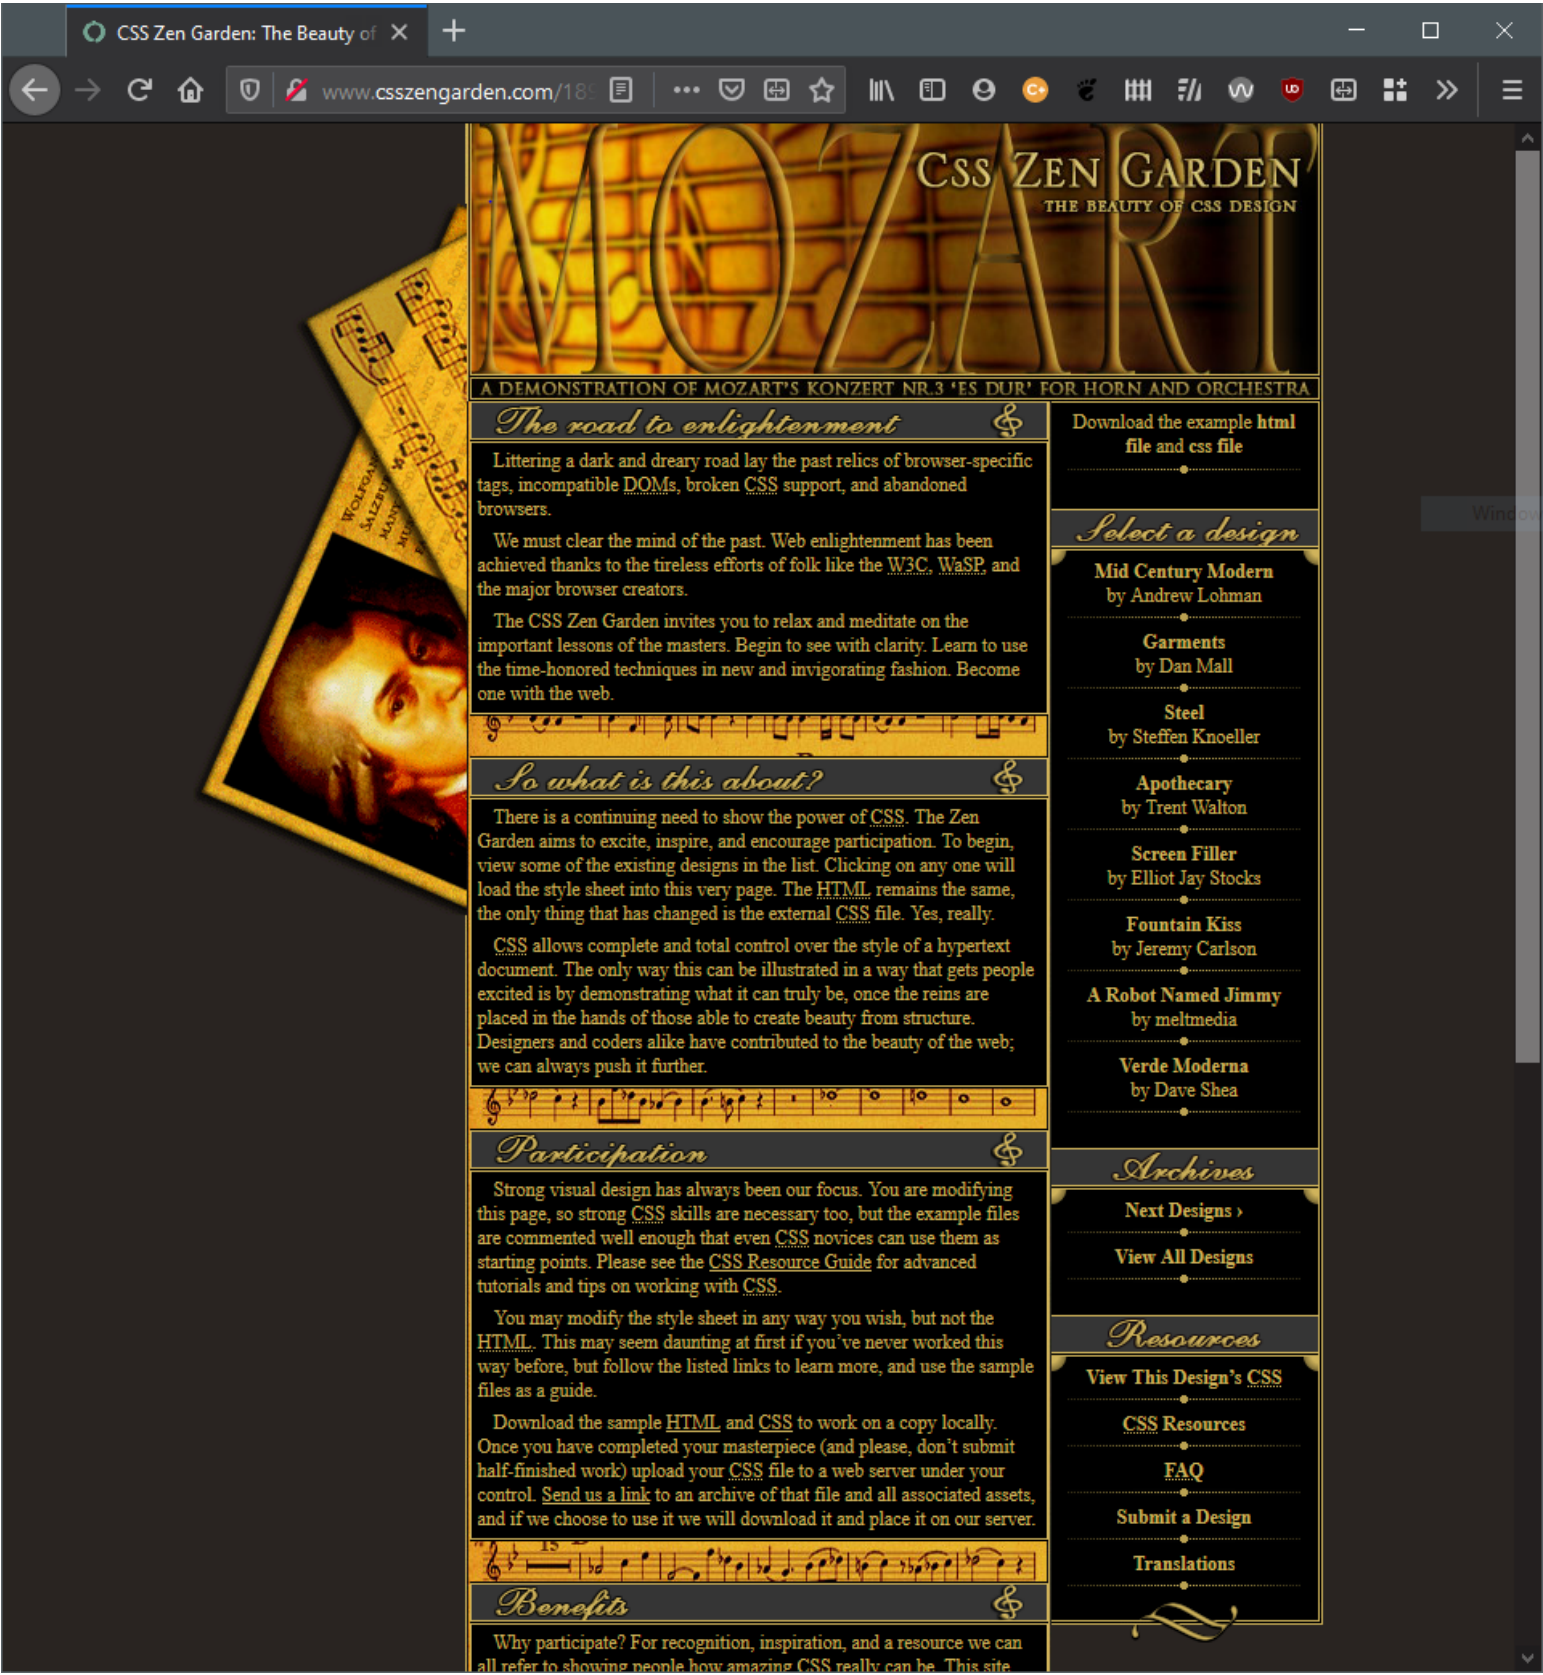 CSS Zen Garden: The Beauty of
www.csszengarden.com/189
MOZART
CSS ZEN GARDEN
THE BEAUTY OF CSS DESIGN
A DEMONSTRATION OF MOZART'S KONZERT NR.3 'ES DUR' FOR HORN AND ORCHESTRA
WOLFGAN
SALZBU
MANY
The road to enlightenment
Littering a dark and dreary road lay the past relics of browser-specific
tags, incompatible DOMs, broken CSS support, and abandoned
browsers.
We must clear the mind of the past. Web enlightenment has been
achieved thanks to the tireless efforts of folk like the W3C, WaSP, and
the major browser creators.
The CSS Zen Garden invites you to relax and meditate on the
important lessons of the masters. Begin to see with clarity. Learn to use
the time-honored techniques in new and invigorating fashion. Become
one with the web.
So what is this about?
There is a continuing need to show the power of CSS. The Zen
Garden aims to excite, inspire, and encourage participation. To begin,
view some of the existing designs in the list. Clicking on any one will
load the style sheet into this very page. The HTML remains the same,
the only thing that has changed is the external CSS file. Yes, really.
CSS allows complete and total control over the style of a hypertext
document. The only way this can be illustrated in a way that gets people
excited is by demonstrating what it can truly be, once the reins are
placed in the hands of those able to create beauty from structure.
Designers and coders alike have contributed to the beauty of the web;
we can always push it further.
Participation
Strong visual design has always been our focus. You are modifying
this page, so strong CSS skills are necessary too, but the example files
are commented well enough that even CSS novices can use them as
starting points. Please see the CSS Resource Guide for advanced
tutorials and tips on working with CSS.
You may modify the style sheet in any way you wish, but not the
HTML. This may seem daunting at first if you've never worked this
way before, but follow the listed links to learn more, and use the sample
files as a guide.
Download the sample HTML and CSS to work on a copy locally.
Once you have completed your masterpiece (and please, don't submit
half-finished work) upload your CSS file to a web server under your
control. Send us a link to an archive of that file and all associated assets,
and if we choose to use it we will download it and place it on our server.
15
Benefits
Why participate? For recognition, inspiration, and a resource we can
all refer to showing people how amazing CSS really can be. This site
Download the example html
file and css file
Window
Select a design
Mid Century Modern
by Andrew Lohman
Garments
by Dan Mall
Steel
by Steffen Knoeller
Apothecary
by Trent Walton
Screen Filler
by Elliot Jay Stocks
Fountain Kiss
by Jeremy Carlson
A Robot Named Jimmy
by meltmedia
Verde Moderna
by Dave Shea
Archives
Next Designs ›
View All Designs
Resources
View This Design's CSS
CSS Resources
FAQ
Submit a Design
Translations